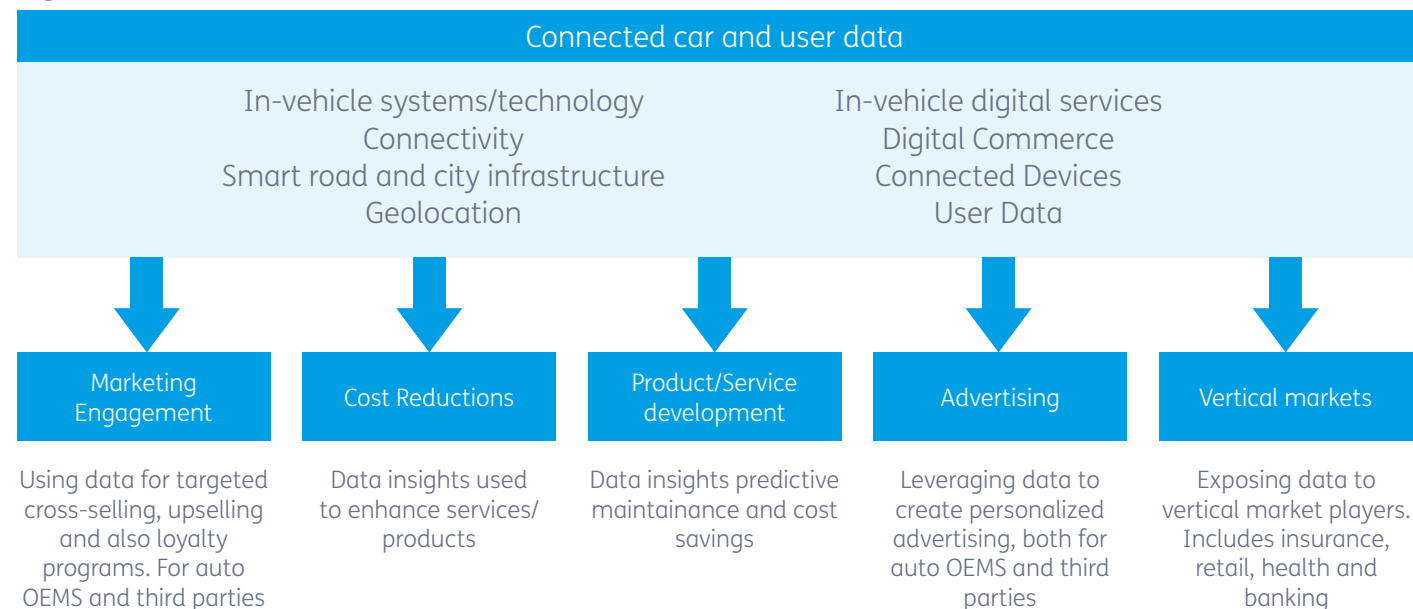 Connected car and user data
In-vehicle systems/technology
Connectivity
Smart road and city infrastructure
Geolocation
In-vehicle digital services
Digital Commerce
Connected Devices
User Data
Marketing
Engagement
Using data for targeted
cross-selling, upselling
and also loyalty
programs. For auto
OEMS and third parties
Cost Reductions
Data insights used
to enhance services/
products
Product/Service
development
Data insights predictive
maintainance and cost
savings
Advertising
Leveraging data to
create personalized
advertising, both for
auto OEMS and third
parties
Vertical markets
Exposing data to
vertical market players.
Includes insurance,
retail, health and
banking